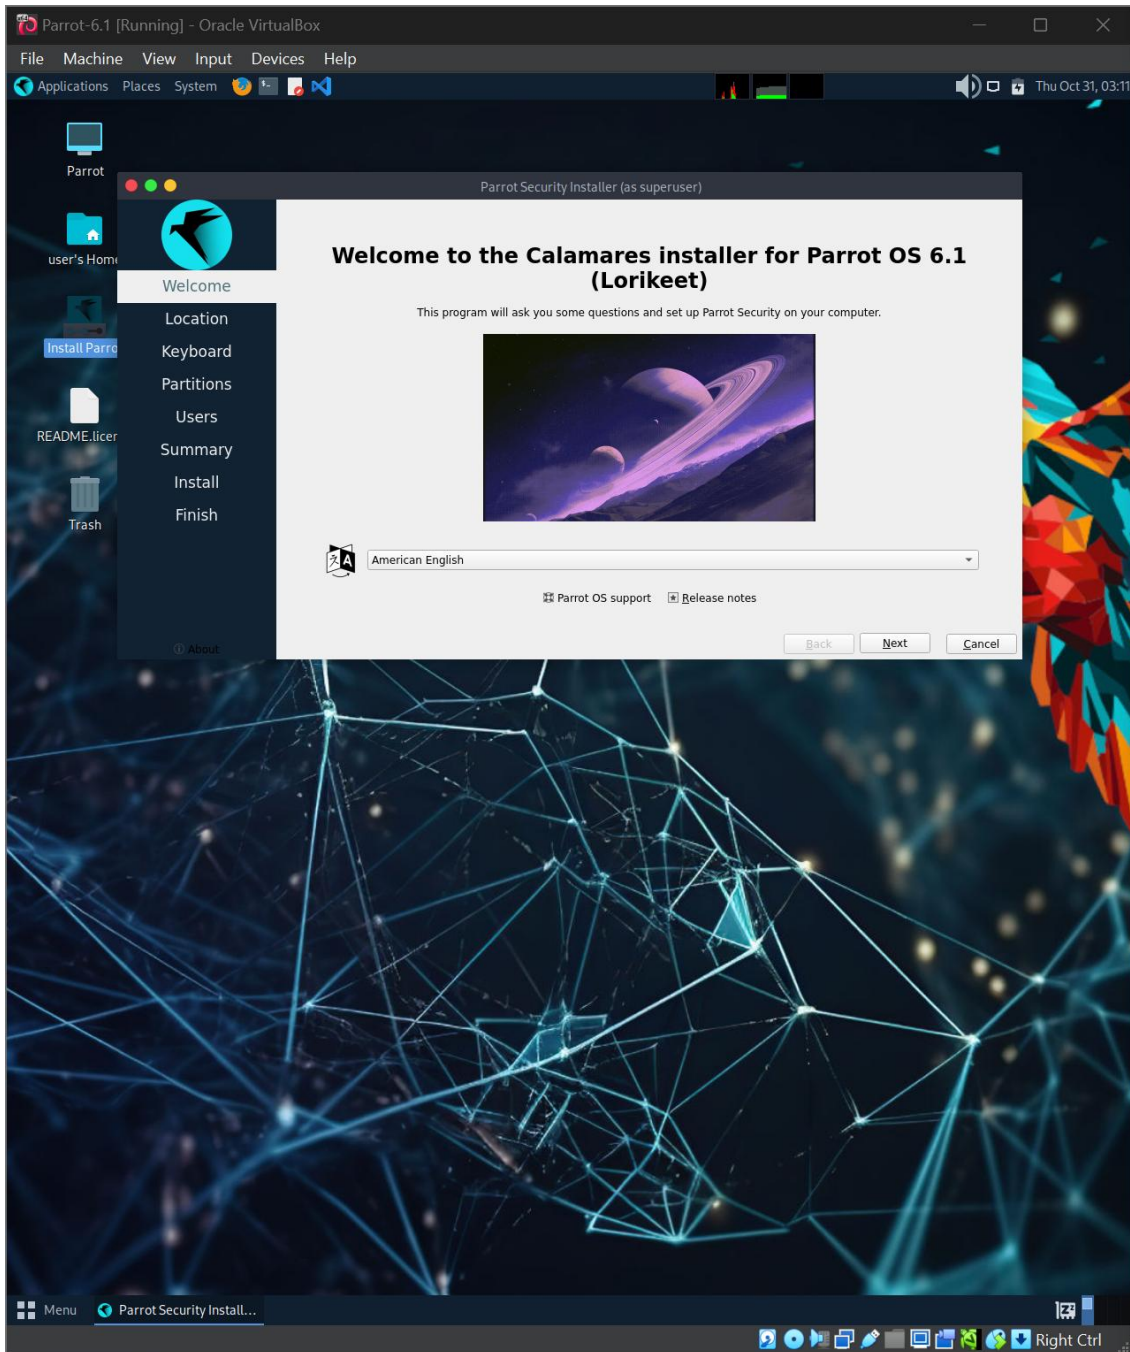 Parrot-6.1 [Running] - Oracle VirtualBox
File Machine View Input Devices Help
Applications Places System
Thu Oct 31, 03:11
Parrot
user's Home
Install Parro
README.licen
Trash
Parrot Security Installer (as superuser)
Welcome
Location
Keyboard
Partitions
Users
Summary
Install
Finish
About
Welcome to the Calamares installer for Parrot OS 6.1
(Lorikeet)
This program will ask you some questions and set up Parrot Security on your computer.
American English
Parrot OS support Release notes
Back Next Cancel
Menu Parrot Security Install...
Right Ctrl